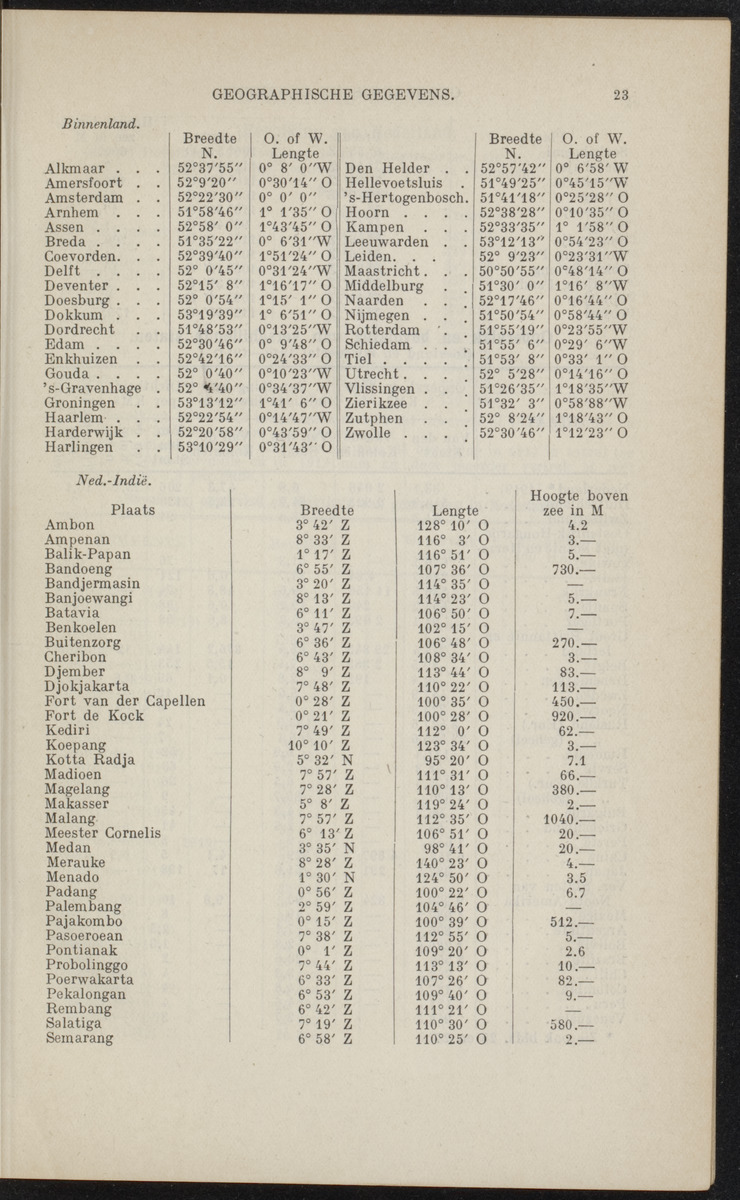 GEOGRAPHISCHE GEGEVENS. 23
Binnenland.
Breedte O. of W. Breedte O. of W.
N. Lengte N. Lengte
Alkmaar . . . 52°37′55″ 0° 8′ 0″W Den Helder . . 52°57′42″ 0° 6′58′ W
Amersfoort . . 52°9′20″ 0°30′14″ O Hellevoetsluis . 51°49′25″ 0°45′15″W
Amsterdam . . 52°22′30″ 0° 0′ 0″ 's-Hertogenbosch. 51°41′18″ 0°25′28″ O
Arnhem . . . 51°58′46″ 1° 1′35″ O Hoorn . . . . 52°38′28″ 0°10′35″ O
Assen . . . . 52°58′ 0″ 1°43′45″ O Kampen . . . 52°33′35″ 1° 1′58″ O
Breda . . . . 51°35′22″ 0° 6′31″W Leeuwarden . . 53°12′13″ 0°54′23″ O
Coevorden. . . 52°39′40″ 1°51′24″ O Leiden. . . 52° 9′23″ 0°23′31″W
Delft . . . . 52° 0′45″ 0°31′24″W Maastricht. . . 50°50′55″ 0°48′14″ O
Deventer . . . 52°15′ 8″ 1°16′17″ O Middelburg . . 51°30′ 0″ 1°16′ 8″W
Doesburg . . . 52° 0′54″ 1°15′ 1″ O Naarden . . . 52°17′46″ 0°16′44″ O
Dokkum . . . 53°19′39″ 1° 6′51″ O Nijmegen . . . 51°50′54″ 0°58′44″ O
Dordrecht . . 51°48′53″ 0°13′25″W Rotterdam . . 51°55′19″ 0°23′55″W
Edam . . . . 52°30′46″ 0° 9′48″ O Schiedam . . . 51°55′ 6″ 0°29′ 6″W
Enkhuizen . . 52°42′16″ 0°24′33″ O Tiel . . . . . 51°53′ 8″ 0°33′ 1″ O
Gouda . . . . 52° 0′40″ 0°10′23″W Utrecht. . . . 52° 5′28″ 0°14′16″ O
's-Gravenhage . 52° 4′40″ 0°34′37″W Vlissingen . . . 51°26′35″ 1°18′35″W
Groningen . . 53°13′12″ 1°41′ 6″ O Zierikzee . . . 51°32′ 3″ 0°58′88″W
Haarlem . . . 52°22′54″ 0°14′47″W Zutphen . . . 52° 8′24″ 1°18′43″ O
Harderwijk . . 52°20′58″ 0°43′59″ O Zwolle . . . . 52°30′46″ 1°12′23″ O
Harlingen . . 53°10′29″ 0°31′43″ O
Ned.-Indië.
Hoogte boven
Plaats Breedte Lengte zee in M
Ambon 3° 42′ Z 128° 10′ O 4.2
Ampenan 8° 33′ Z 116° 3′ O 3.—
Balik-Papan 1° 17′ Z 116° 51′ O 5.—
Bandoeng 6° 55′ Z 107° 36′ O 730.—
Bandjermasin 3° 20′ Z 114° 35′ O —
Banjoewangi 8° 13′ Z 114° 23′ O 5.—
Batavia 6° 11′ Z 106° 50′ O 7.—
Benkoelen 3° 47′ Z 102° 15′ O —
Buitenzorg 6° 36′ Z 106° 48′ O 270.—
Cheribon 6° 43′ Z 108° 34′ O 3.—
Djember 8° 9′ Z 113° 44′ O 83.—
Djokjakarta 7° 48′ Z 110° 22′ O 113.—
Fort van der Capellen 0° 28′ Z 100° 35′ O 450.—
Fort de Kock 0° 21′ Z 100° 28′ O 920.—
Kediri 7° 49′ Z 112° 0′ O 62.—
Koepang 10° 10′ Z 123° 34′ O 3.—
Kotta Radja 5° 32′ N 95° 20′ O 7.1
Madioen 7° 57′ Z 111° 31′ O 66.—
Magelang 7° 28′ Z 110° 13′ O 380.—
Makasser 5° 8′ Z 119° 24′ O 2.—
Malang 7° 57′ Z 112° 35′ O 1040.—
Meester Cornelis 6° 13′ Z 106° 51′ O 20.—
Medan 3° 35′ N 98° 41′ O 20.—
Merauke 8° 28′ Z 140° 23′ O 4.—
Menado 1° 30′ N 124° 50′ O 3.5
Padang 0° 56′ Z 100° 22′ O 6.7
Palembang 2° 59′ Z 104° 46′ O —
Pajakombo 0° 15′ Z 100° 39′ O 512.—
Pasoeroean 7° 38′ Z 112° 55′ O 5.—
Pontianak 0° 1′ Z 109° 20′ O 2.6
Probolinggo 7° 44′ Z 113° 13′ O 10.—
Poerwakarta 6° 33′ Z 107° 26′ O 82.—
Pekalongan 6° 53′ Z 109° 40′ O 9.—
Rembang 6° 42′ Z 111° 21′ O —
Salatiga 7° 19′ Z 110° 30′ O 580.—
Semarang 6° 58′ Z 110° 25′ O 2.—